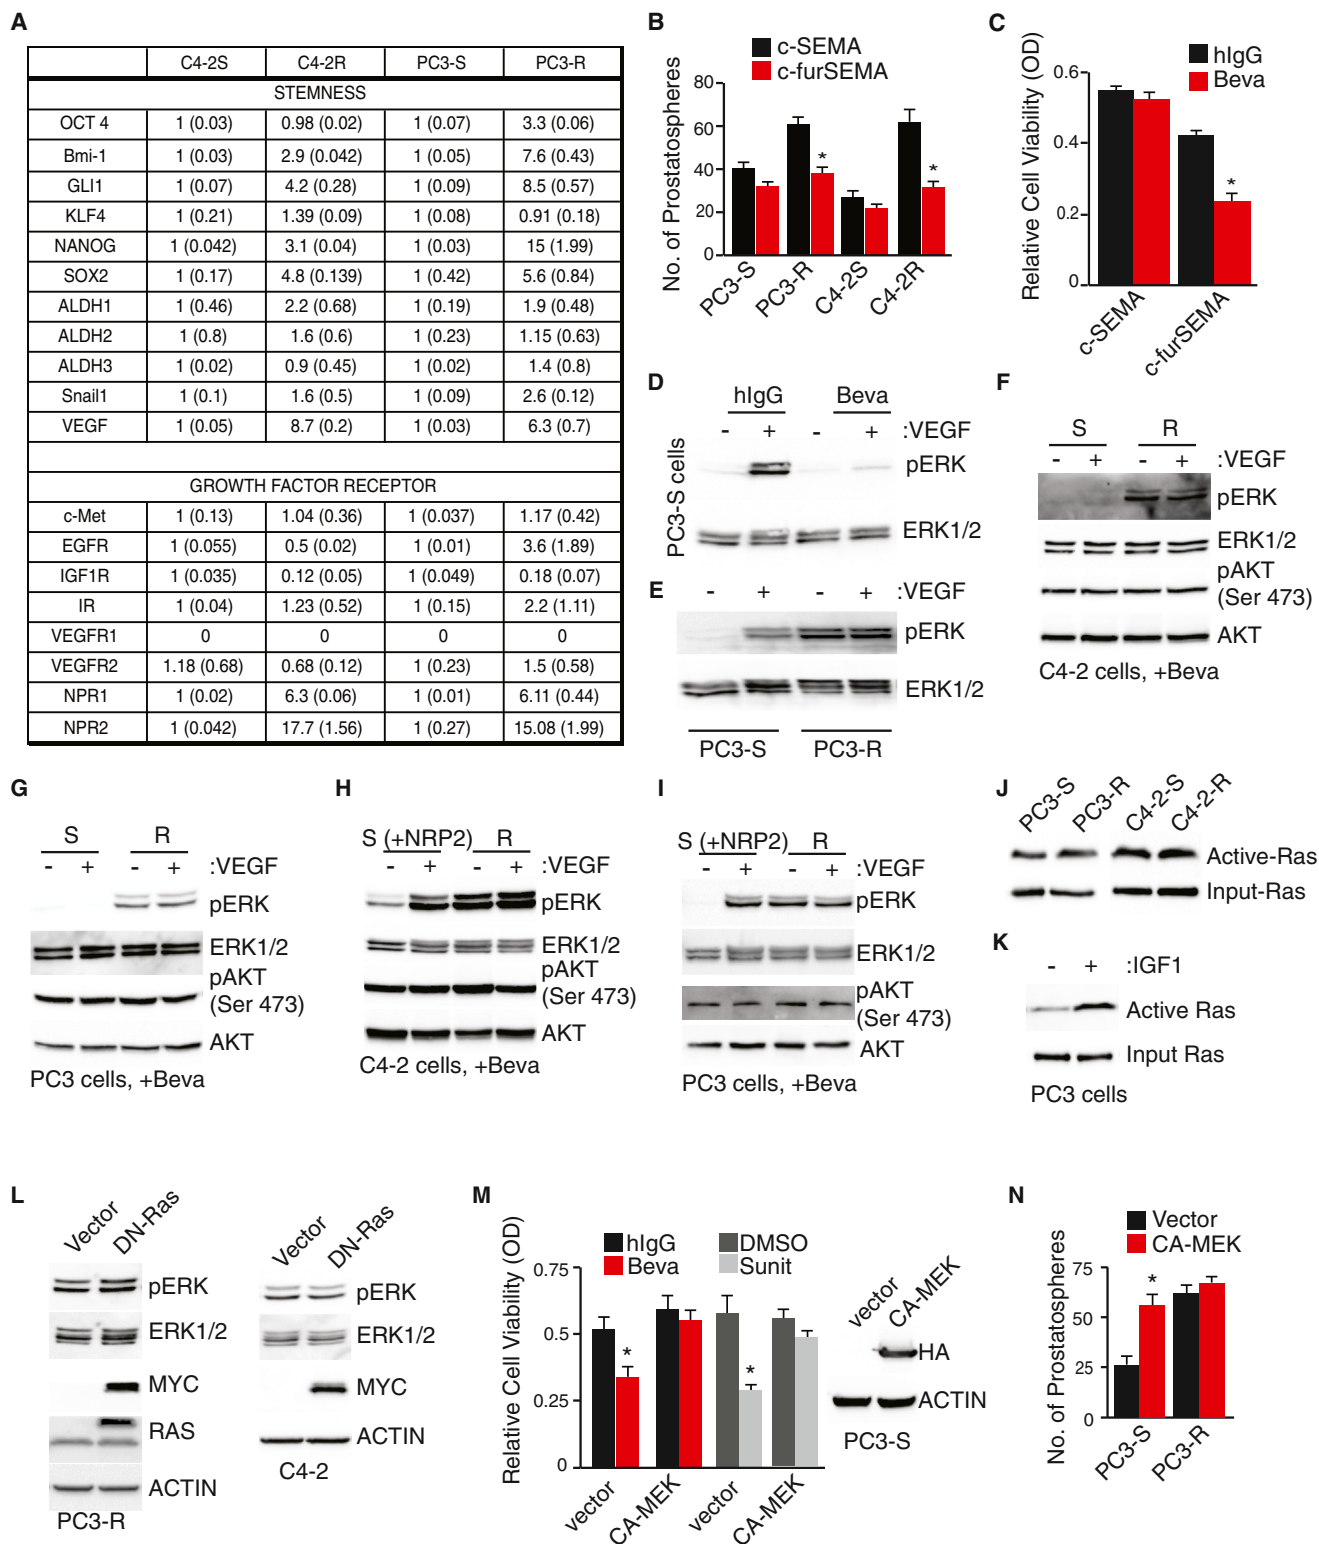 A
C4-2S C4-2R PC3-S PC3-R
STEMNESS
OCT 4 1 (0.03) 0.98 (0.02) 1 (0.07) 3.3 (0.06)
Bmi-1 1 (0.03) 2.9 (0.042) 1 (0.05) 7.6 (0.43)
GLI1 1 (0.07) 4.2 (0.28) 1 (0.09) 8.5 (0.57)
KLF4 1 (0.21) 1.39 (0.09) 1 (0.08) 0.91 (0.18)
NANOG 1 (0.042) 3.1 (0.04) 1 (0.03) 15 (1.99)
SOX2 1 (0.17) 4.8 (0.139) 1 (0.42) 5.6 (0.84)
ALDH1 1 (0.46) 2.2 (0.68) 1 (0.19) 1.9 (0.48)
ALDH2 1 (0.8) 1.6 (0.6) 1 (0.23) 1.15 (0.63)
ALDH3 1 (0.02) 0.9 (0.45) 1 (0.02) 1.4 (0.8)
Snail1 1 (0.1) 1.6 (0.5) 1 (0.09) 2.6 (0.12)
VEGF 1 (0.05) 8.7 (0.2) 1 (0.03) 6.3 (0.7)
GROWTH FACTOR RECEPTOR
c-Met 1 (0.13) 1.04 (0.36) 1 (0.037) 1.17 (0.42)
EGFR 1 (0.055) 0.5 (0.02) 1 (0.01) 3.6 (1.89)
IGF1R 1 (0.035) 0.12 (0.05) 1 (0.049) 0.18 (0.07)
IR 1 (0.04) 1.23 (0.52) 1 (0.15) 2.2 (1.11)
VEGFR1 0 0 0 0
VEGFR2 1.18 (0.68) 0.68 (0.12) 1 (0.23) 1.5 (0.58)
NPR1 1 (0.02) 6.3 (0.06) 1 (0.01) 6.11 (0.44)
NPR2 1 (0.042) 17.7 (1.56) 1 (0.27) 15.08 (1.99)
B
c-SEMA
c-furSEMA
No. of Prostatospheres
80
60
40
20
0
* *
PC3-S PC3-R C4-2S C4-2R
C
hIgG
Beva
Relative Cell Viability (OD)
0.6
0.4
0.2
0
*
c-SEMA c-furSEMA
D
hIgG Beva
- + - + :VEGF
PC3-S cells
pERK
ERK1/2
E
- + - + :VEGF
pERK
ERK1/2
PC3-S PC3-R
F
S R
- + - + :VEGF
pERK
ERK1/2
pAKT
(Ser 473)
AKT
C4-2 cells, +Beva
G
S R
- + - + :VEGF
pERK
ERK1/2
pAKT
(Ser 473)
AKT
PC3 cells, +Beva
H
S (+NRP2) R
- + - + :VEGF
pERK
ERK1/2
pAKT
(Ser 473)
AKT
C4-2 cells, +Beva
I
S (+NRP2) R
- + - + :VEGF
pERK
ERK1/2
pAKT
(Ser 473)
AKT
PC3 cells, +Beva
J
PC3-S PC3-R C4-2-S C4-2-R
Active-Ras
Input-Ras
K
- + :IGF1
Active Ras
Input Ras
PC3 cells
L
Vector DN-Ras
pERK
ERK1/2
MYC
RAS
ACTIN
PC3-R
Vector DN-Ras
pERK
ERK1/2
MYC
ACTIN
C4-2
M
hIgG DMSO
Beva Sunit
Relative Cell Viability (OD)
0.75
0.5
0.25
0
* *
vector CA-MEK vector CA-MEK
vector CA-MEK
HA
ACTIN
PC3-S
N
Vector
CA-MEK
No. of Prostatospheres
75
50
25
0
*
PC3-S PC3-R